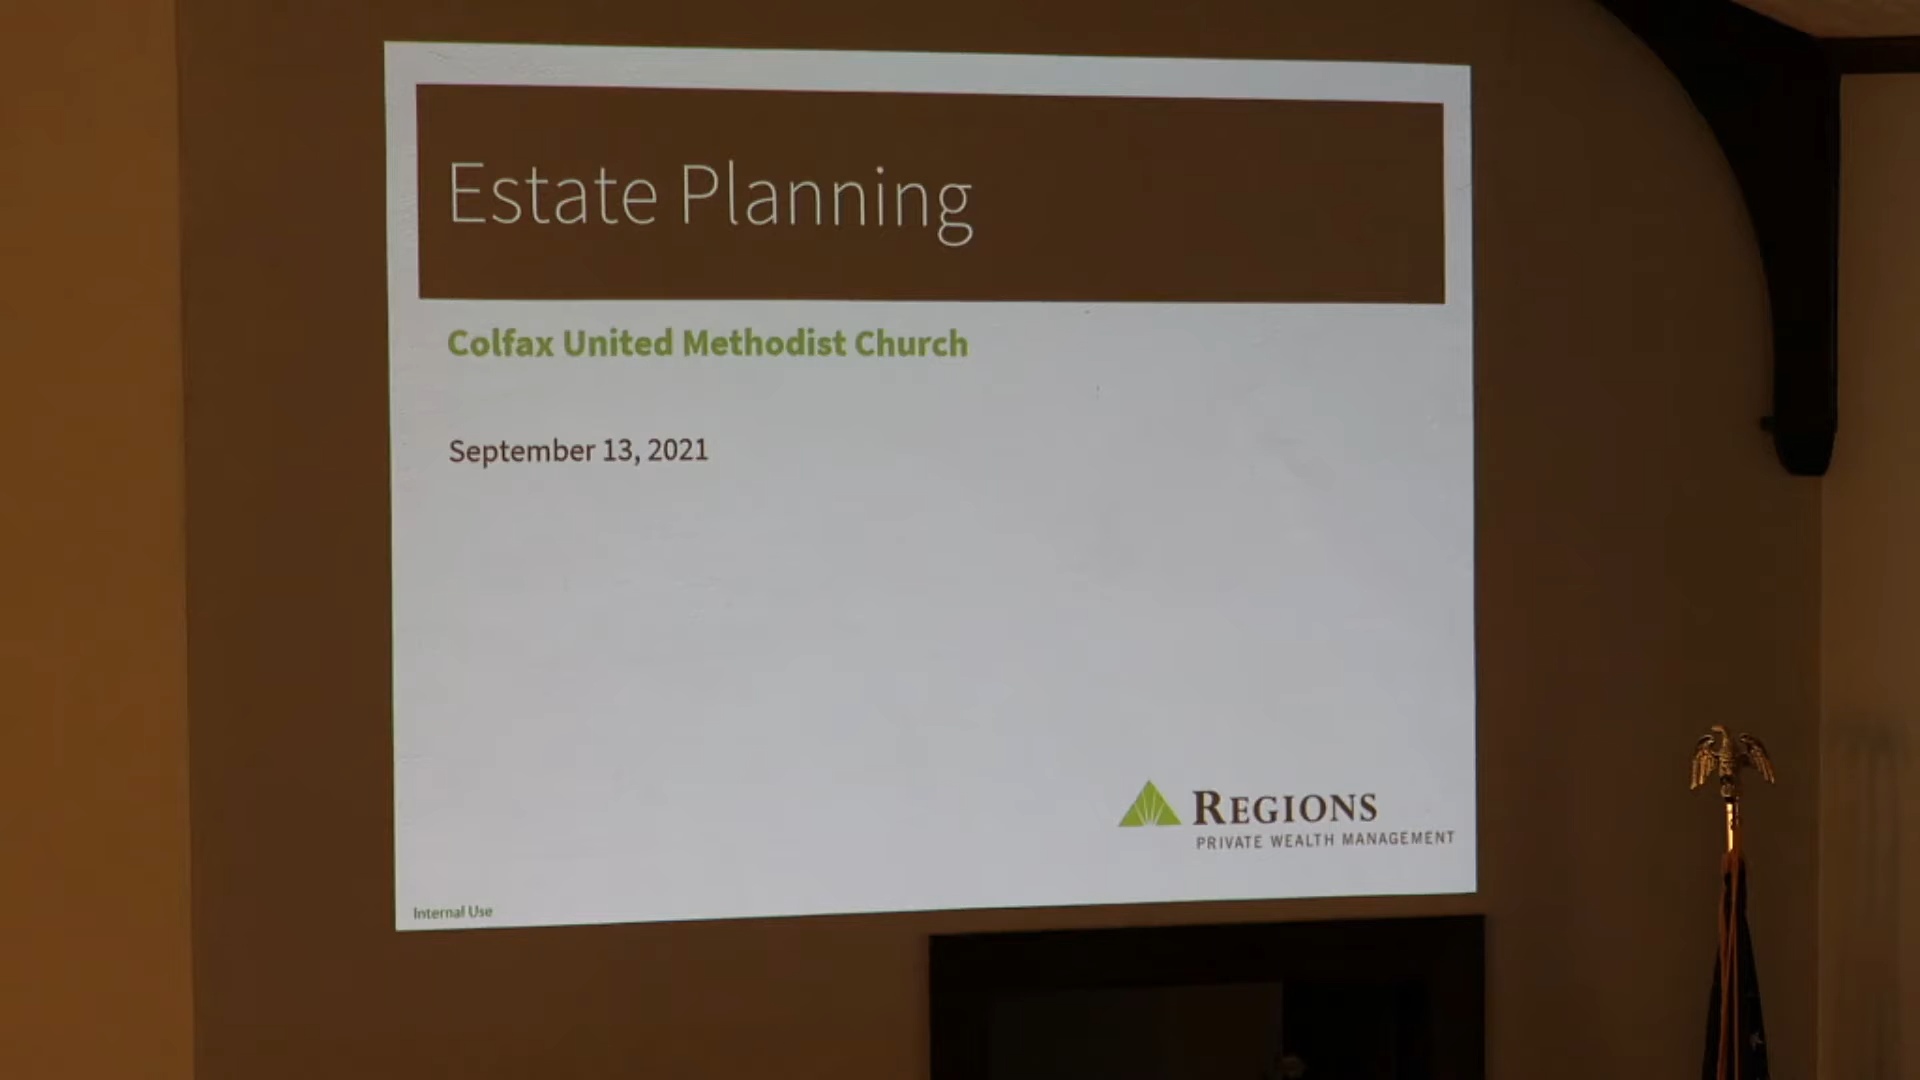 Estate Planning
Colfax United Methodist Church
September 13, 2021
REGIONS
PRIVATE WEALTH MANAGEMENT
Internal Use